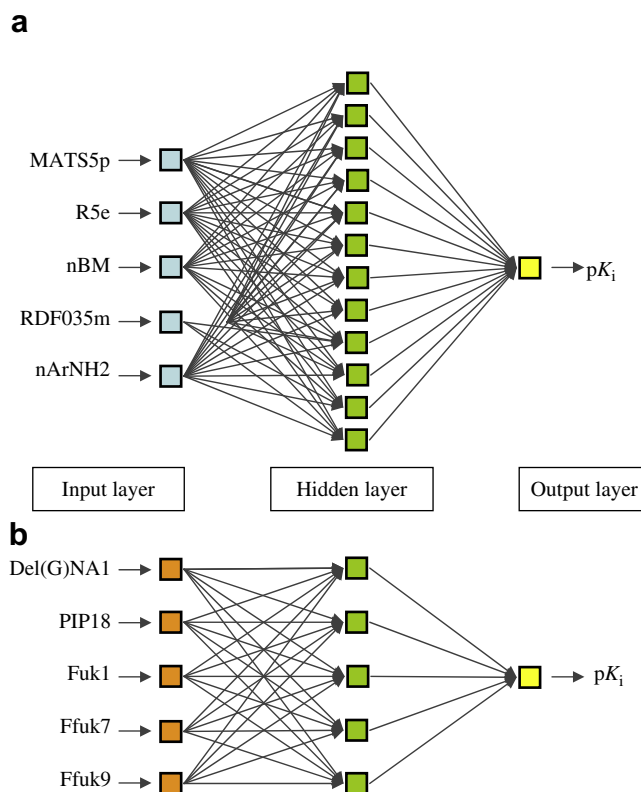 a
MATS5p
R5e
nBM
RDF035m
nArNH2
pKi
Input layer
Hidden layer
Output layer
b
Del(G)NA1
PIP18
Fuk1
Ffuk7
Ffuk9
pKi